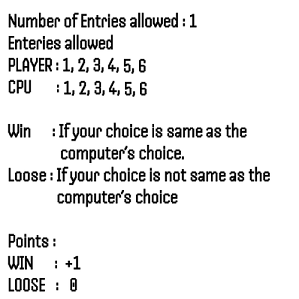 Number of Entries allowed : 1
Enteries allowed
PLAYER : 1, 2, 3, 4, 5, 6
CPU : 1, 2, 3, 4, 5, 6
Win : If your choice is same as the
computer's choice.
Loose : If your choice is not same as the
computer's choice
Points :
WIN : +1
LOOSE : 0